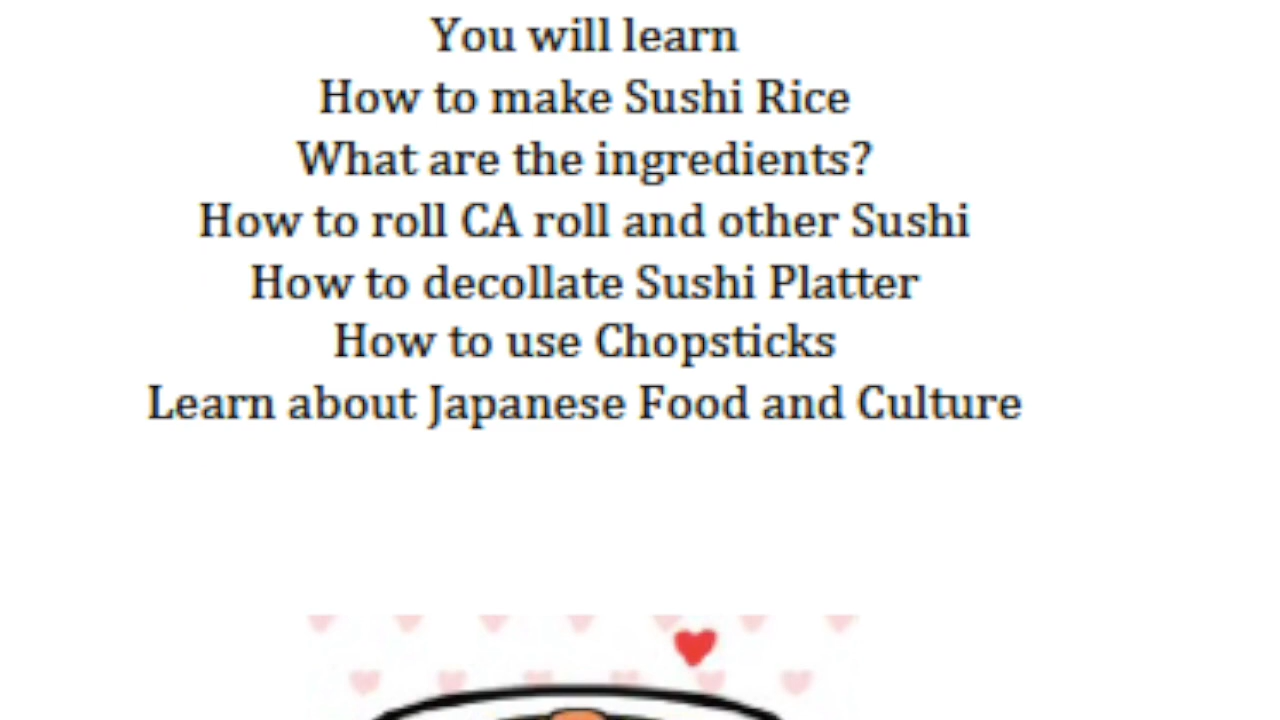 You will learn
How to make Sushi Rice
What are the ingredients?
How to roll CA roll and other Sushi
How to decollate Sushi Platter
How to use Chopsticks
Learn about Japanese Food and Culture